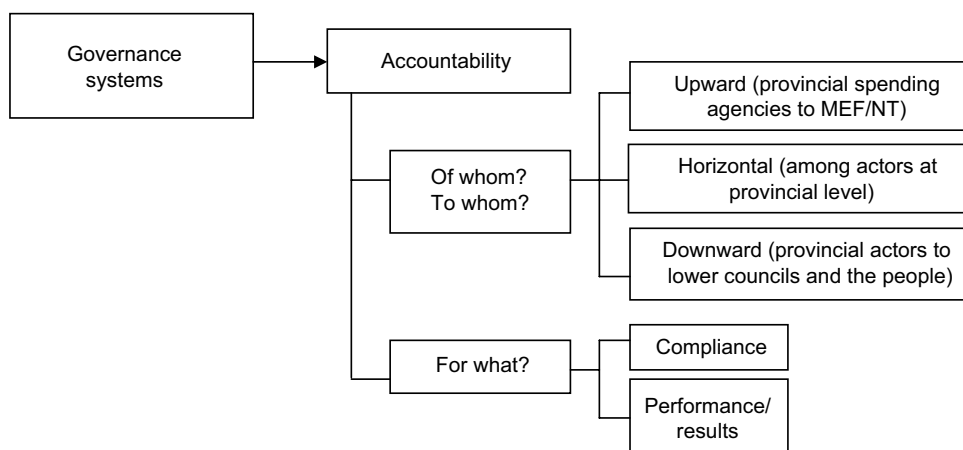 Governance
systems
Accountability
Of whom?
To whom?
Upward (provincial spending
agencies to MEF/NT)
Horizontal (among actors at
provincial level)
Downward (provincial actors to
lower councils and the people)
For what?
Compliance
Performance/
results